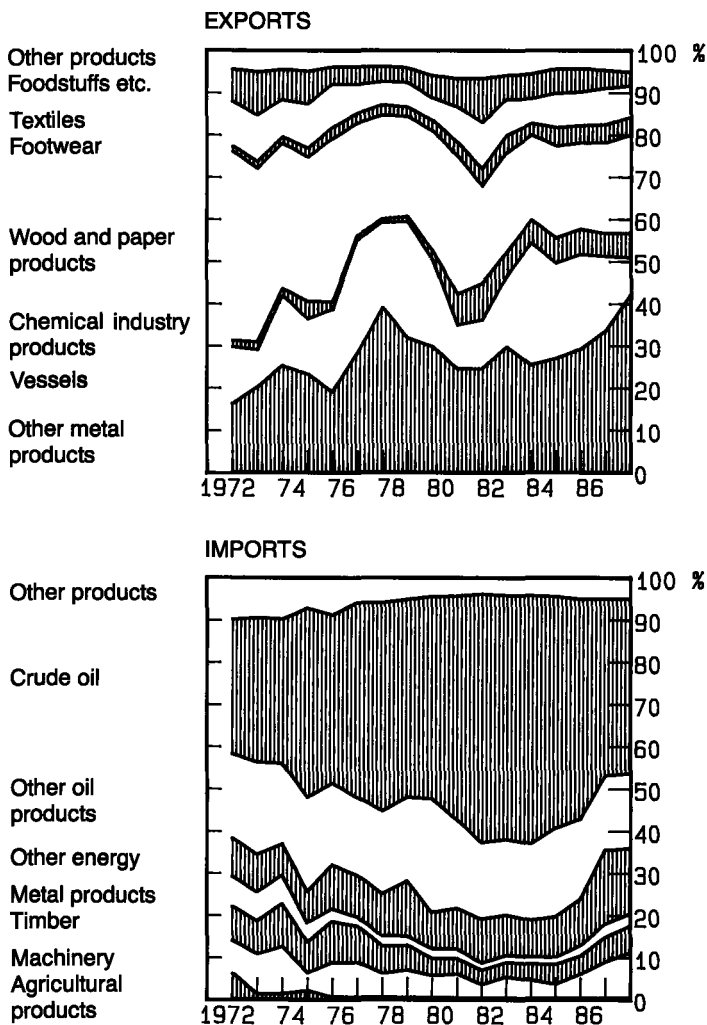 EXPORTS
Other products
Foodstuffs etc.
Textiles
Footwear
Wood and paper
products
Chemical industry
products
Vessels
Other metal
products
100 %
90
80
70
60
50
40
30
20
10
0
1972 74 76 78 80 82 84 86
IMPORTS
Other products
Crude oil
Other oil
products
Other energy
Metal products
Timber
Machinery
Agricultural
products
100 %
90
80
70
60
50
40
30
20
10
0
1972 74 76 78 80 82 84 86